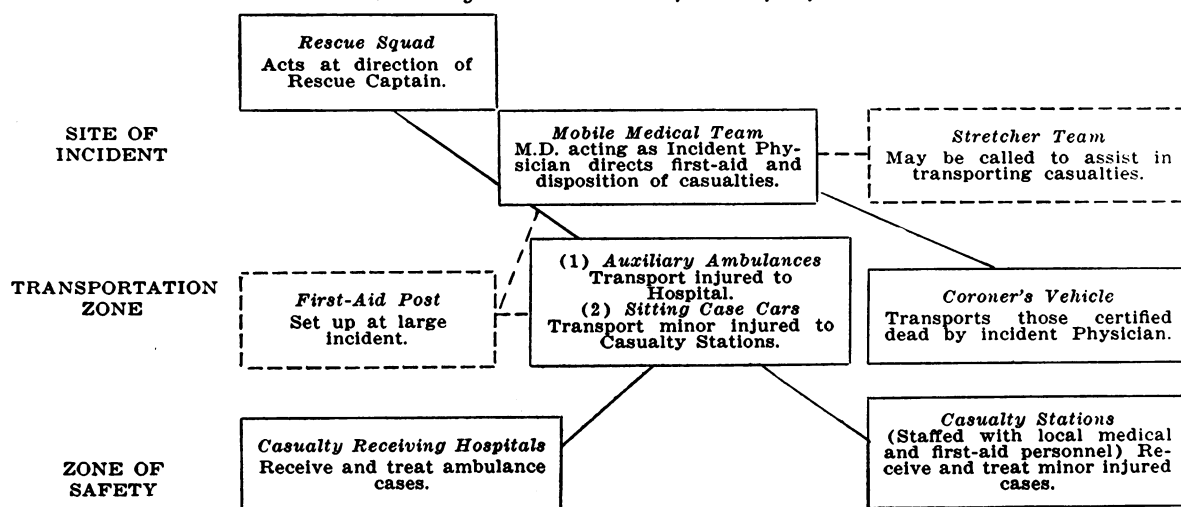 Rescue Squad
Acts at direction of
Rescue Captain.
SITE OF
INCIDENT
Mobile Medical Team
M.D. acting as Incident Phy-
sician directs first-aid and
disposition of casualties.
Stretcher Team
May be called to assist in
transporting casualties.
TRANSPORTATION
ZONE
First-Aid Post
Set up at large
incident.
(1) Auxiliary Ambulances
Transport injured to
Hospital.
(2) Sitting Case Cars
Transport minor injured to
Casualty Stations.
Coroner's Vehicle
Transports those certified
dead by incident Physician.
ZONE OF
SAFETY
Casualty Receiving Hospitals
Receive and treat ambulance
cases.
Casualty Stations
(Staffed with local medical
and first-aid personnel) Re-
ceive and treat minor injured
cases.